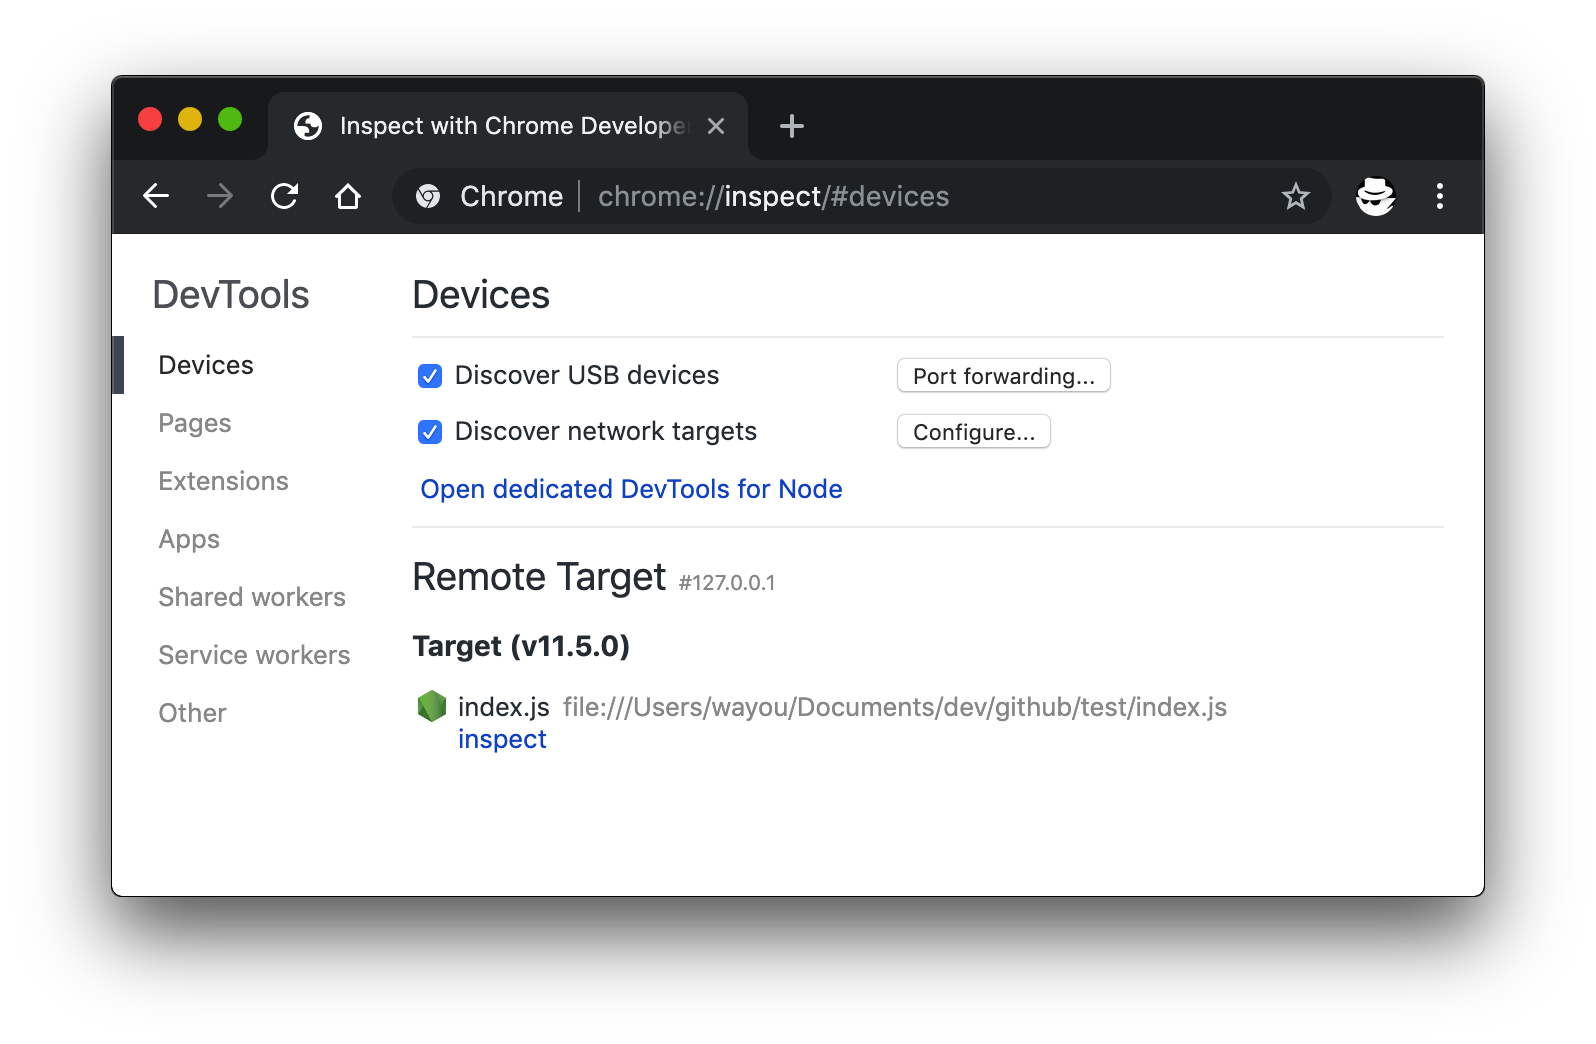 Inspect with Chrome Developer
Chrome chrome://inspect/#devices
DevTools
Devices
Pages
Extensions
Apps
Shared workers
Service workers
Other
Devices
Discover USB devices Port forwarding...
Discover network targets Configure...
Open dedicated DevTools for Node
Remote Target #127.0.0.1
Target (v11.5.0)
index.js file:///Users/wayou/Documents/dev/github/test/index.js
inspect